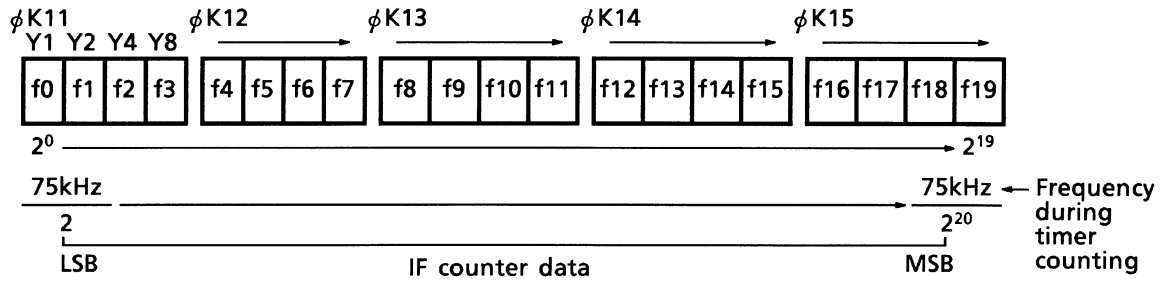 ϕK11 ϕK12 ϕK13 ϕK14 ϕK15
Y1 Y2 Y4 Y8
f0 f1 f2 f3 f4 f5 f6 f7 f8 f9 f10 f11 f12 f13 f14 f15 f16 f17 f18 f19
2⁰ 2¹⁹
75kHz 75kHz Frequency
2 2²⁰ during
timer
LSB IF counter data MSB counting